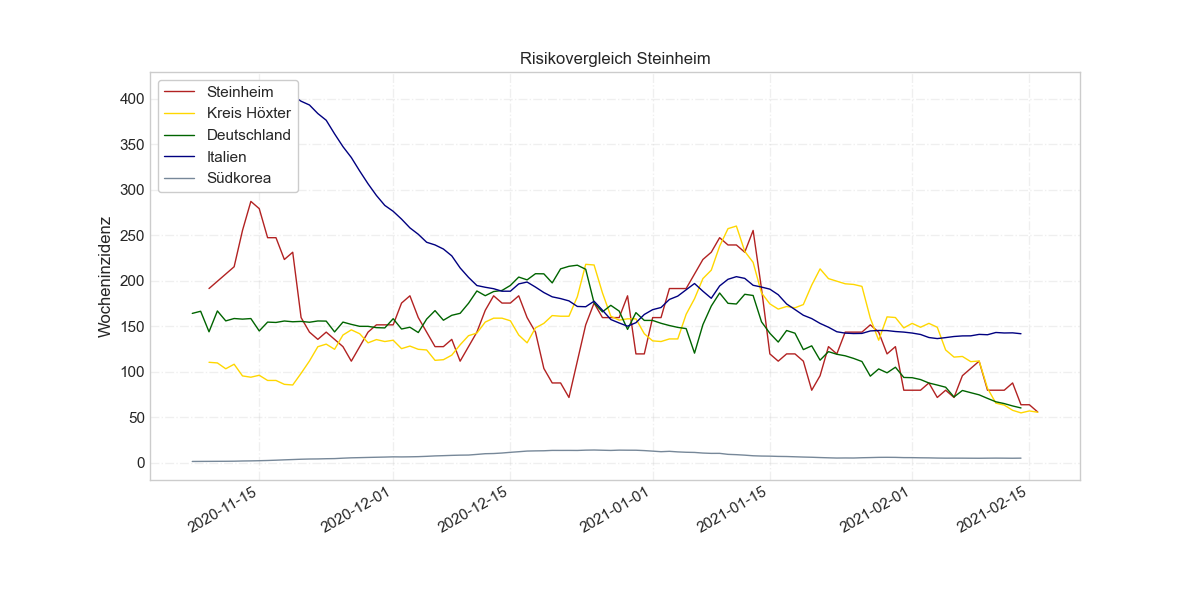 Risikovergleich Steinheim
Steinheim
Kreis Höxter
Deutschland
Italien
Südkorea
Wocheninzidenz
400
350
300
250
200
150
100
50
0
2020-11-15
2020-12-01
2020-12-15
2021-01-01
2021-01-15
2021-02-01
2021-02-15